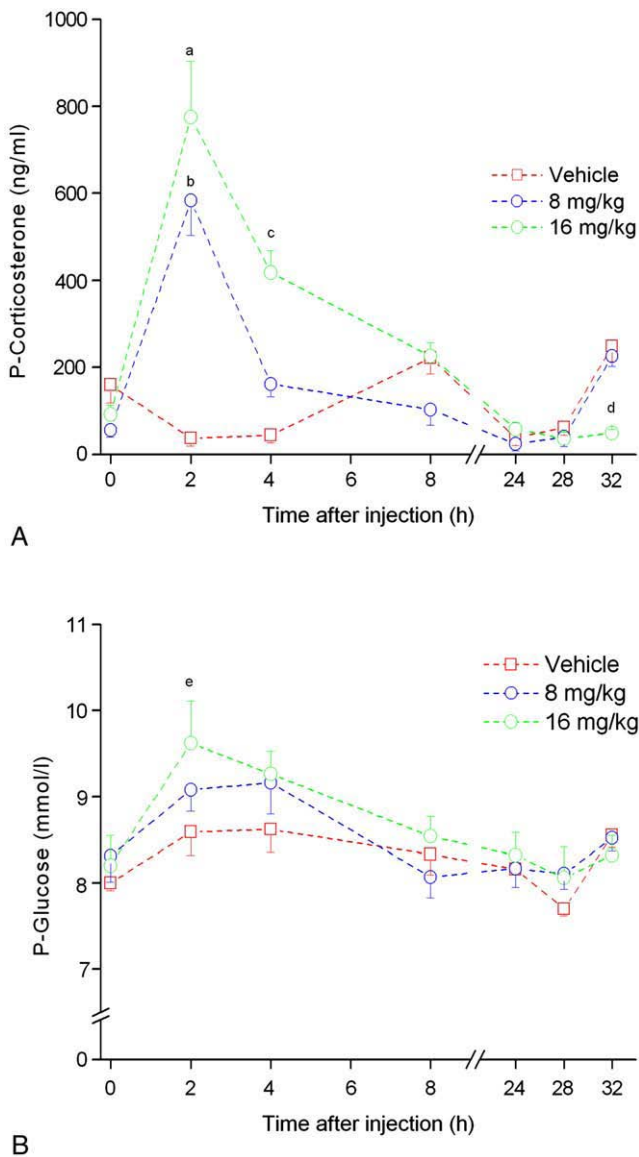 1000
800
600
400
200
0
P-Corticosterone (ng/ml)
a
b
c
d
Vehicle
8 mg/kg
16 mg/kg
0 2 4 6 8 24 28 32
Time after injection (h)
A
11
10
9
8
7
0
P-Glucose (mmol/l)
e
Vehicle
8 mg/kg
16 mg/kg
0 2 4 6 8 24 28 32
Time after injection (h)
B